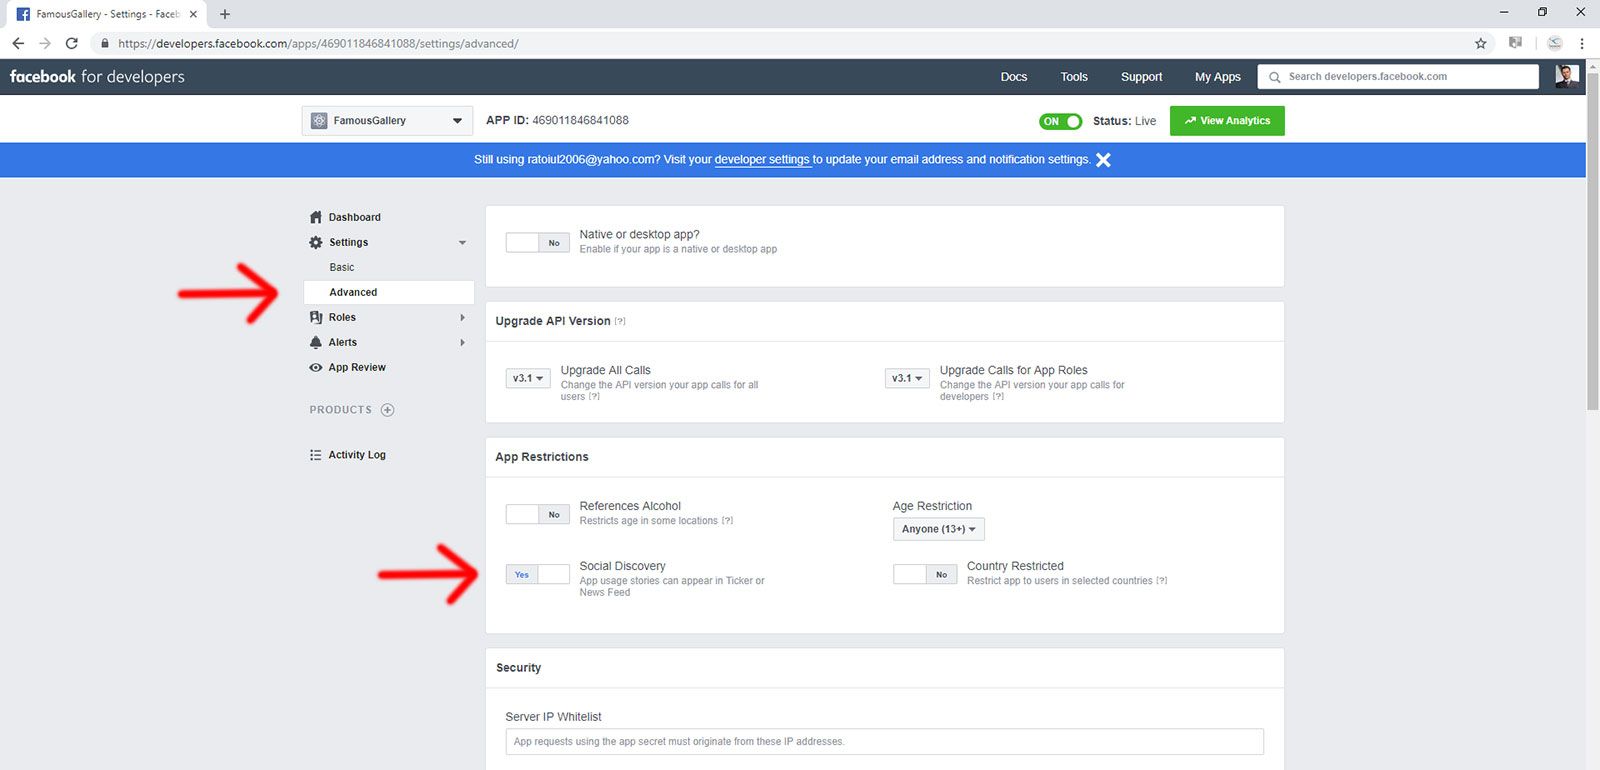 FamousGallery - Settings - Faceb
https://developers.facebook.com/apps/469011846841088/settings/advanced/
facebook for developers
Docs
Tools
Support
My Apps
Search developers.facebook.com
FamousGallery
APP ID: 469011846841088
ON
Status: Live
View Analytics
Still using ratoiul2006@yahoo.com? Visit your developer settings to update your email address and notification settings.
Dashboard
Settings
Basic
Advanced
Roles
Alerts
App Review
PRODUCTS
Activity Log
No
Native or desktop app?
Enable if your app is a native or desktop app
Upgrade API Version [?]
v3.1
Upgrade All Calls
Change the API version your app calls for all
users [?]
v3.1
Upgrade Calls for App Roles
Change the API version your app calls for
developers [?]
App Restrictions
No
References Alcohol
Restricts age in some locations [?]
Age Restriction
Anyone (13+)
Yes
Social Discovery
App usage stories can appear in Ticker or
News Feed
No
Country Restricted
Restrict app to users in selected countries [?]
Security
Server IP Whitelist
App requests using the app secret must originate from these IP addresses.